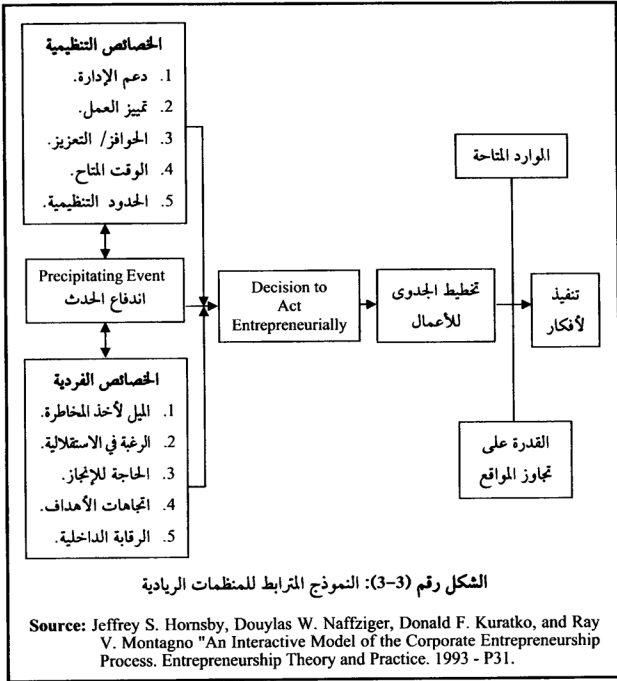 الخصائص التنظيمية
1. دعم الإدارة.
2. تمييز العمل.
3. الحوافز/ التعزيز.
4. الوقت المتاح.
5. الحدود التنظيمية.
Precipitating Event
اندفاع الحدث
الخصائص الفردية
1. الميل لأخذ المخاطرة.
2. الرغبة في الاستقلالية.
3. الحاجة للإنجاز.
4. اتجاهات الأهداف.
5. الرقابة الداخلية.
Decision to
Act
Entrepreneurially
تخطيط الجدوى
للأعمال
الموارد المتاحة
تنفيذ
لأفكار
القدرة على
تجاوز المواقع
الشكل رقم (3-3): النموذج المترابط للمنظمات الريادية
Source: Jeffrey S. Hornsby, Douylas W. Naffziger, Donald F. Kuratko, and Ray
V. Montagno "An Interactive Model of the Corporate Entrepreneurship
Process. Entrepreneurship Theory and Practice. 1993 - P31.